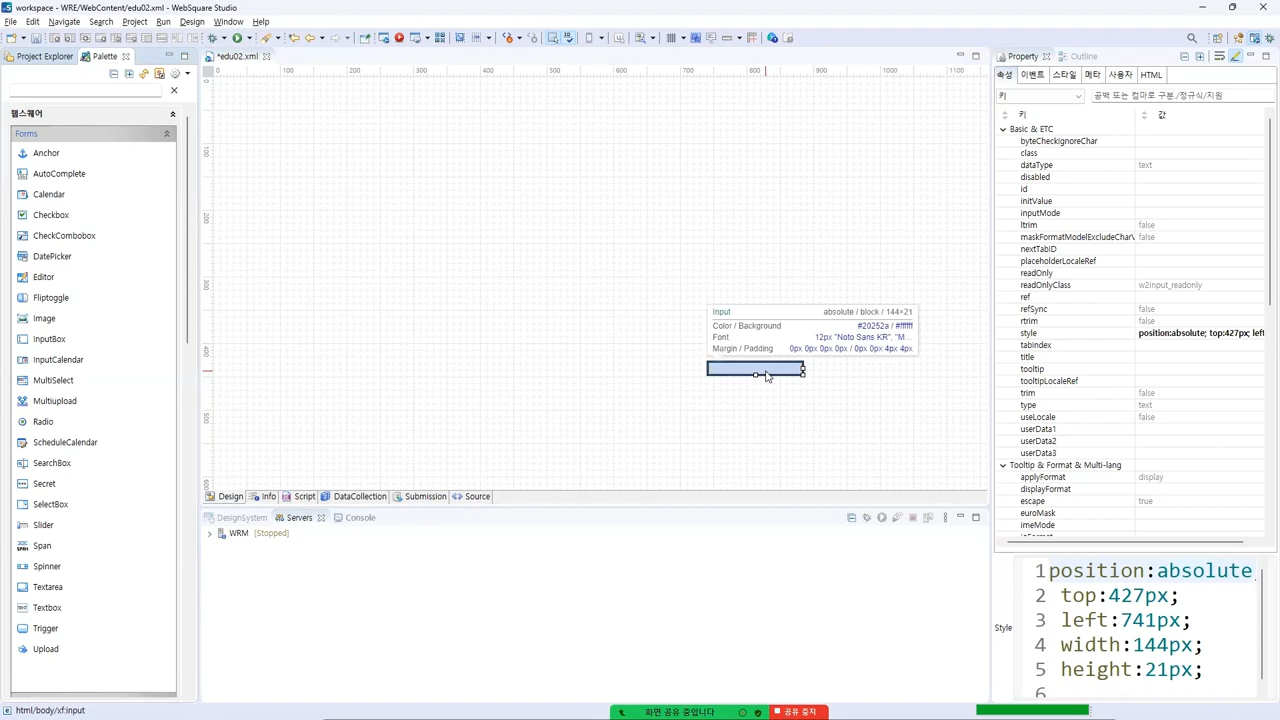 workspace - WRE/WebContent/edu02.xml - WebSquare Studio
File Edit Navigate Search Project Run Design Window Help
Project Explorer Palette
웹스퀘어
Forms
Anchor
AutoComplete
Calendar
Checkbox
CheckCombobox
DatePicker
Editor
Fliptoggle
Image
InputBox
InputCalendar
MultiSelect
Multiupload
Radio
ScheduleCalendar
SearchBox
Secret
SelectBox
Slider
Span
Spinner
Textarea
Textbox
Trigger
Upload
*edu02.xml
0 100 200 300 400 500 600 700 800 900 1000 1100
0
100
200
300
400
500
600
Input absolute / block / 144×21
Color / Background #20252a / #ffffff
Font 12px "Noto Sans KR", "M...
Margin / Padding 0px 0px 0px 0px / 0px 0px 4px 4px
Design Info Script DataCollection Submission Source
DesignSystem Servers Console
WRM [Stopped]
Property Outline
속성 이벤트 스타일 메타 사용자 HTML
키 공백 또는 컴마로 구분./정규식/지원
키 값
Basic & ETC
byteCheckIgnoreChar
class
dataType text
disabled
id
initValue
inputMode
ltrim false
maskFormatModelExcludeChar\ false
nextTabID
placeholderLocaleRef
readOnly
readOnlyClass w2input_readonly
ref
refSync false
rtrim false
style position:absolute; top:427px; left
tabIndex
title
tooltip
tooltipLocaleRef
trim false
type text
useLocale false
userData1
userData2
userData3
Tooltip & Format & Multi-lang
applyFormat display
displayFormat
escape true
euroMask
imeMode
Style
1 position:absolute
2 top:427px;
3 left:741px;
4 width:144px;
5 height:21px;
6
html/body/xf:input
화면 공유 중입니다 공유 중지